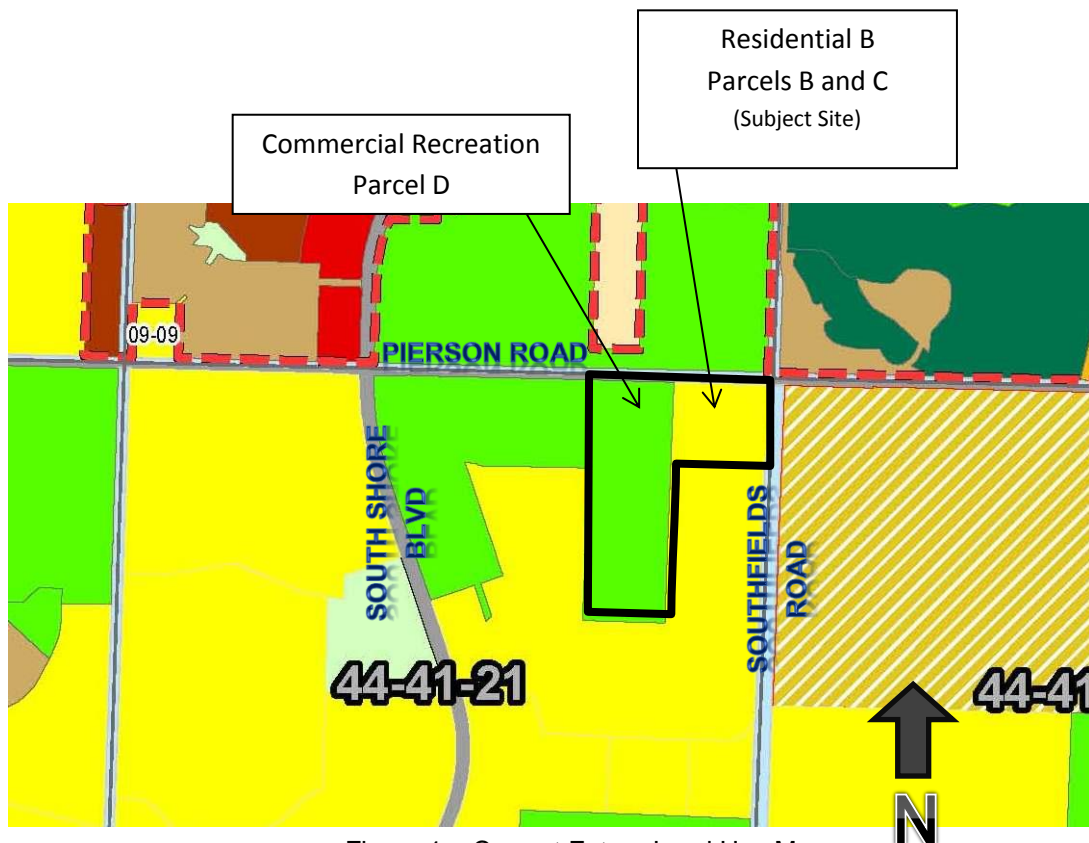 Residential B
Parcels B and C
(Subject Site)
Commercial Recreation
Parcel D
09-09
PIERSON ROAD
SOUTH SHORE
BLVD
SOUTHFIELDS
ROAD
44-41-21
44-41
N